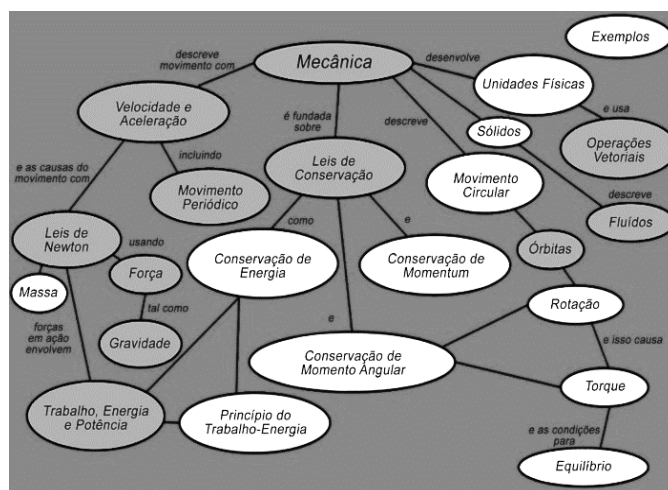 Exemplos
descreve
movimento com
Mecânica
desenvolve
Unidades Físicas
Velocidade e
Aceleração
é fundada
sobre
descreve
Sólidos
e usa
Operações
Vetoriais
e as causas do
movimento com
incluindo
Movimento
Periódico
Leis de
Conservação
Movimento
Circular
descreve
Fluídos
Leis de
Newton
usando
Força
como
e
Conservação de
Energia
Conservação de
Momentum
Órbitas
Massa
tal como
Rotação
forças
em ação
envolvem
Gravidade
e
Conservação de
Momento Angular
e isso causa
Torque
Trabalho, Energia
e Potência
Princípio do
Trabalho-Energia
e as condições
para
Equilíbrio